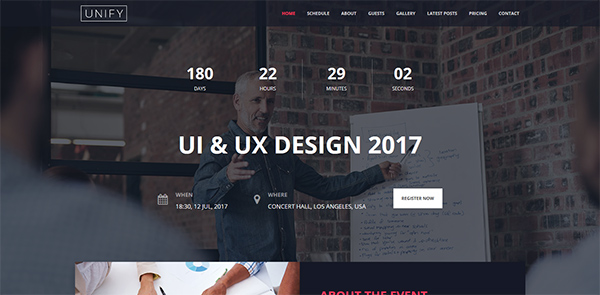 UNIFY
HOME SCHEDULE ABOUT GUESTS GALLERY LATEST POSTS PRICING CONTACT
180 22 29 02
DAYS HOURS MINUTES SECONDS
UI & UX DESIGN 2017
WHEN WHERE
18:30, 12 JUL, 2017 CONCERT HALL, LOS ANGELES, USA REGISTER NOW
ABOUT THE EVENT